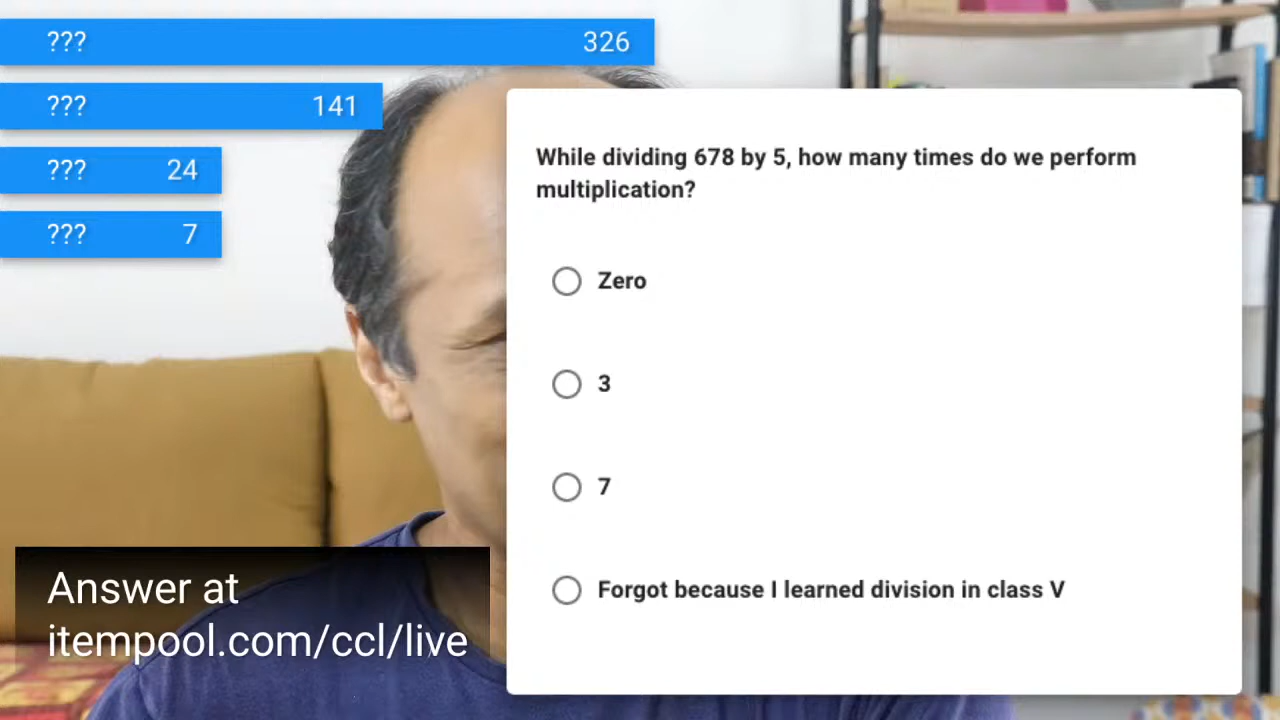 ??? 326
??? 141
??? 24
??? 7
While dividing 678 by 5, how many times do we perform
multiplication?
Zero
3
7
Forgot because I learned division in class V
Answer at
itempool.com/ccl/live